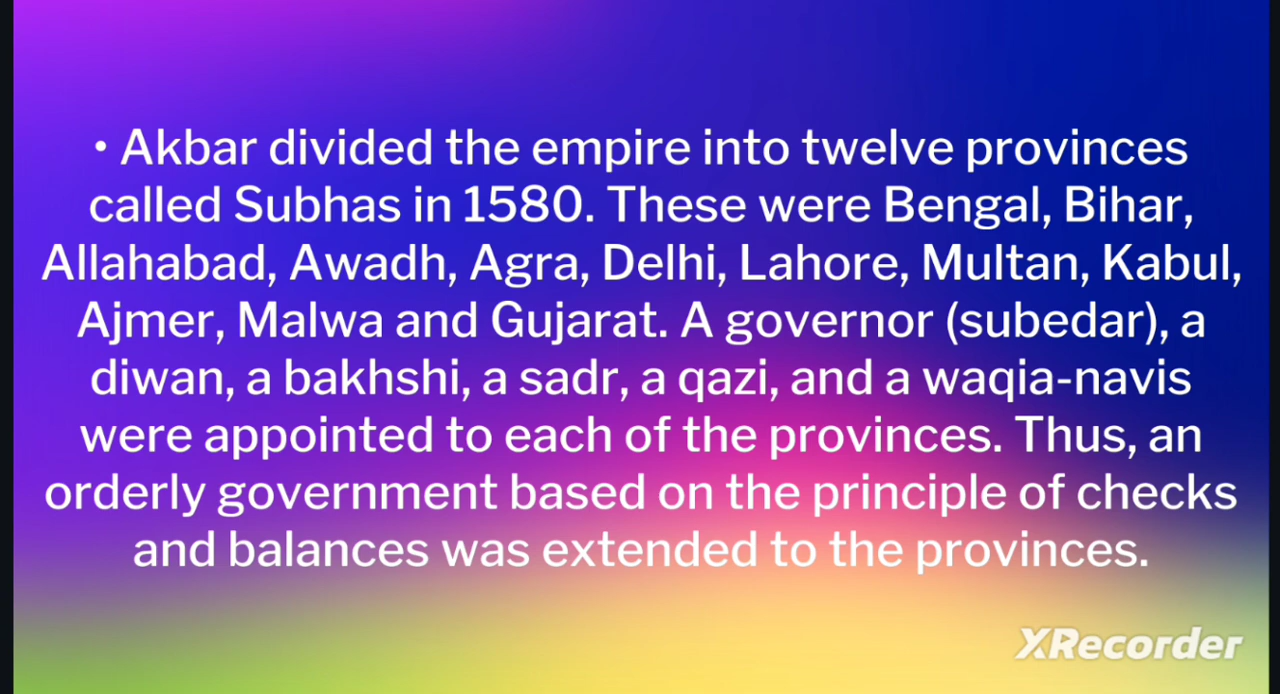 • Akbar divided the empire into twelve provinces
called Subhas in 1580. These were Bengal, Bihar,
Allahabad, Awadh, Agra, Delhi, Lahore, Multan, Kabul,
Ajmer, Malwa and Gujarat. A governor (subedar), a
diwan, a bakhshi, a sadr, a qazi, and a waqia-navis
were appointed to each of the provinces. Thus, an
orderly government based on the principle of checks
and balances was extended to the provinces.
XRecorder